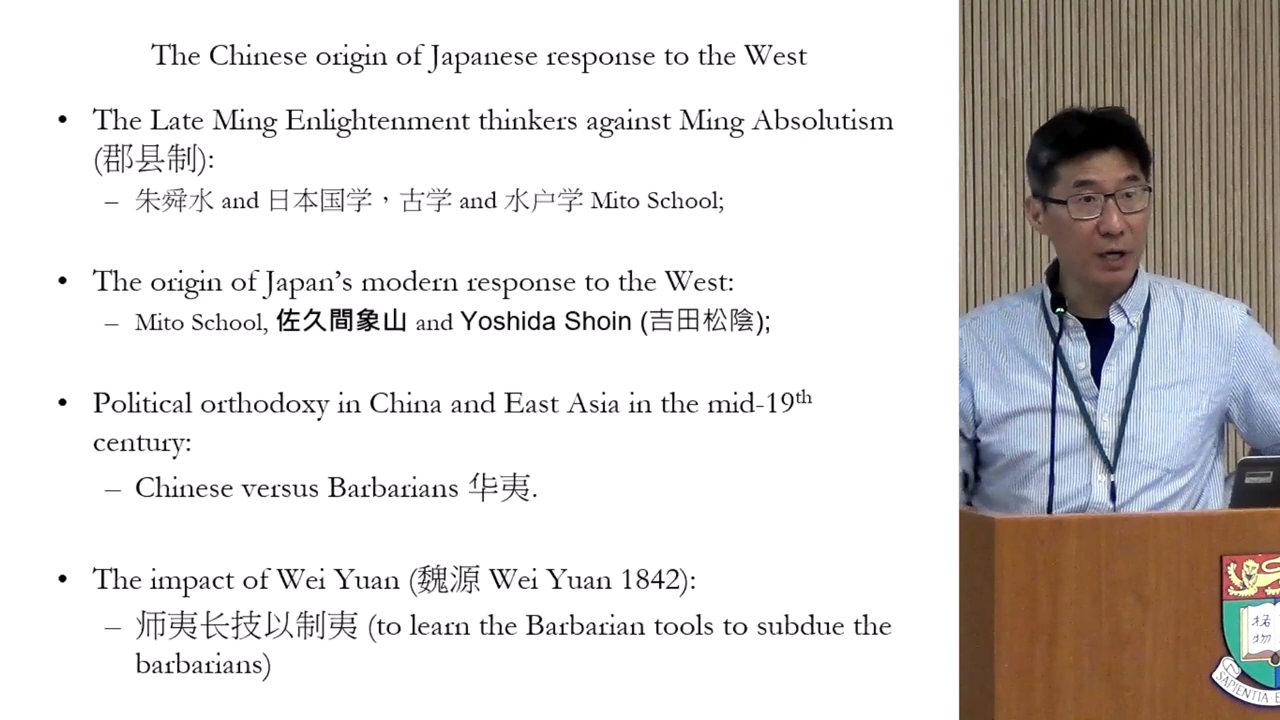 The Chinese origin of Japanese response to the West
• The Late Ming Enlightenment thinkers against Ming Absolutism
(郡县制):
– 朱舜水 and 日本国学，古学 and 水户学 Mito School;
• The origin of Japan’s modern response to the West:
– Mito School, 佐久間象山 and Yoshida Shoin (吉田松陰);
• Political orthodoxy in China and East Asia in the mid-19th
century:
– Chinese versus Barbarians 华夷.
• The impact of Wei Yuan (魏源 Wei Yuan 1842):
– 师夷长技以制夷 (to learn the Barbarian tools to subdue the
barbarians)
SAPIENTIA E